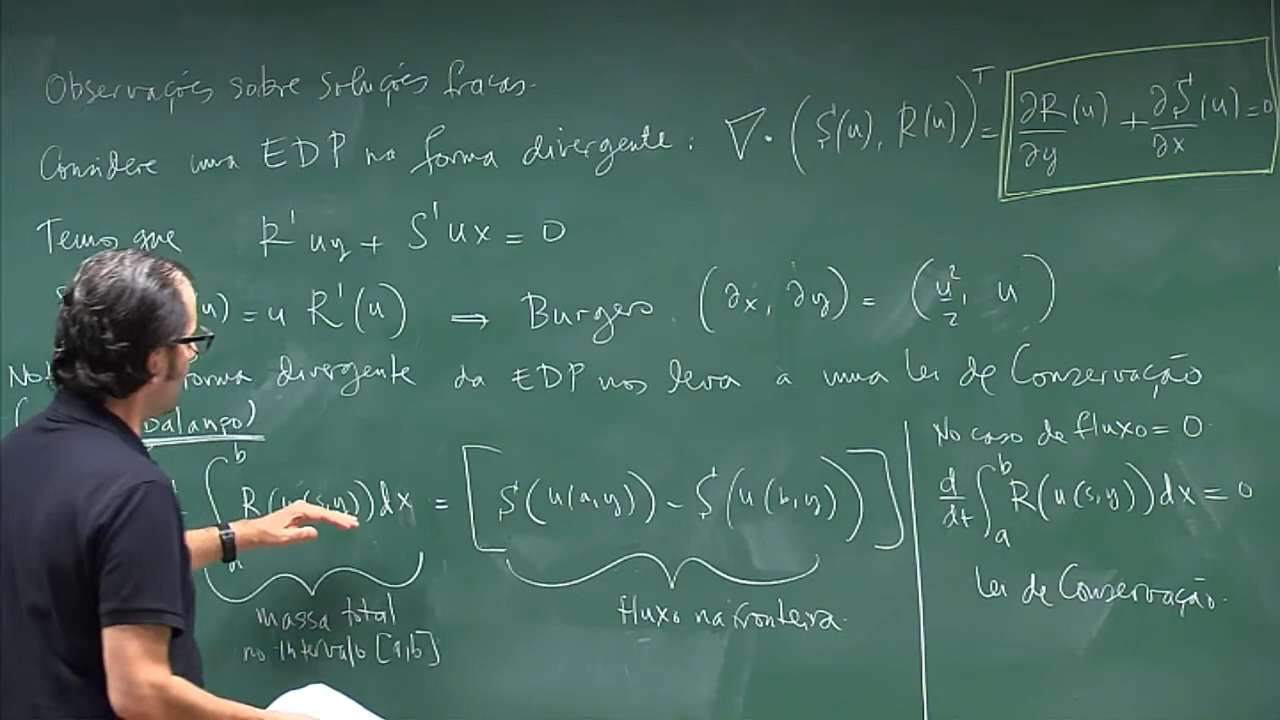 Observações sobre soluções fracas.
Considere uma EDP na forma divergente: ∇·(S(u), R(u))ᵀ = ∂R/∂y (u) + ∂S/∂x (u) = 0
Temos que R'uy + S'ux = 0
(u) = u R'(u) ⟹ Burgers. (∂x, ∂y) = (u²/2, u)
forma divergente da EDP nos leva a uma lei de Conservação
Balanço)
∫_a^b R(u(s,y))dx = [S(u(a,y)) - S(u(b,y))]
massa total
no intervalo [a,b]
fluxo na fronteira.
No caso de fluxo = 0.
d/dt ∫_a^b R(u(s,y))dx = 0
lei de Conservação.